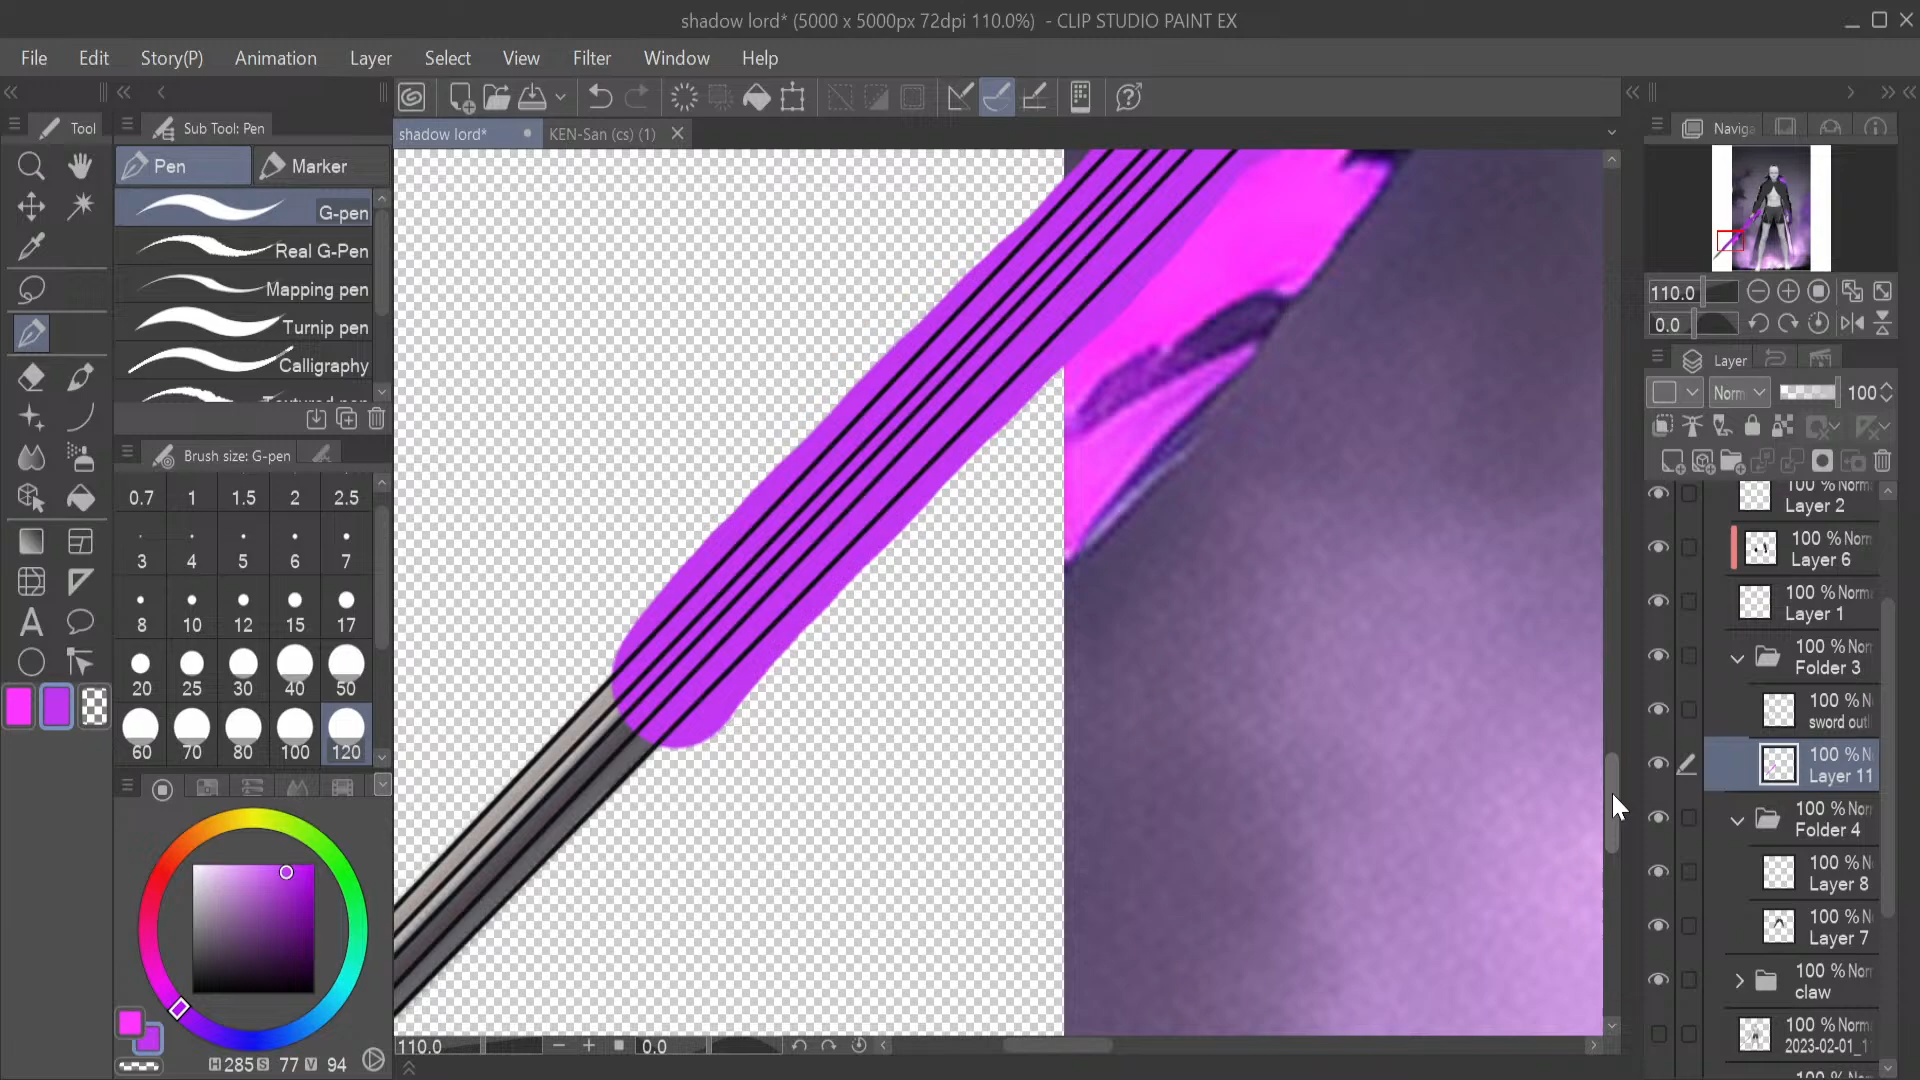 shadow lord* (5000 x 5000px 72dpi 110.0%) - CLIP STUDIO PAINT EX
File Edit Story(P) Animation Layer Select View Filter Window Help
shadow lord* KEN-San (cs) (1)
Tool
Sub Tool: Pen
Pen Marker
G-pen
Real G-Pen
Mapping pen
Turnip pen
Calligraphy
Brush size: G-pen
0.7 1 1.5 2 2.5
3 4 5 6 7
8 10 12 15 17
20 25 30 40 50
60 70 80 100 120
H 285 S 77 V 94
110.0 0.0
Naviga
110.0
0.0
Layer
Norm 100
100 % Norm
Layer 2
100 % Norm
Layer 6
100 % Norm
Layer 1
100 % Nor
Folder 3
100 % N
sword out
100 % N
Layer 11
100 % Nor
Folder 4
100 % N
Layer 8
100 % N
Layer 7
100 % Nor
claw
100 % Norm
2023-02-01_1